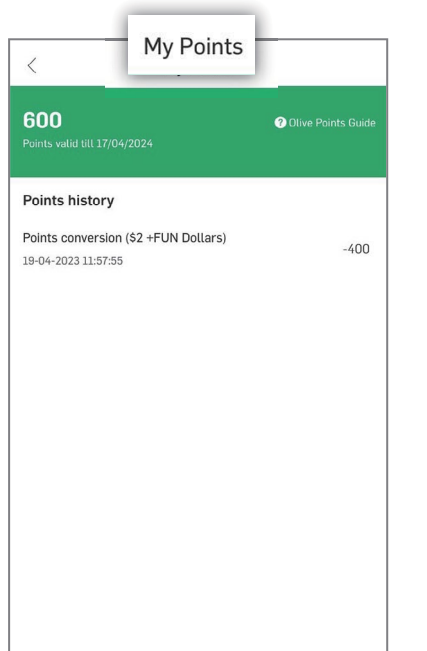 My Points
600
Olive Points Guide
Points valid till 17/04/2024
Points history
Points conversion ($2 +FUN Dollars)
-400
19-04-2023 11:57:55